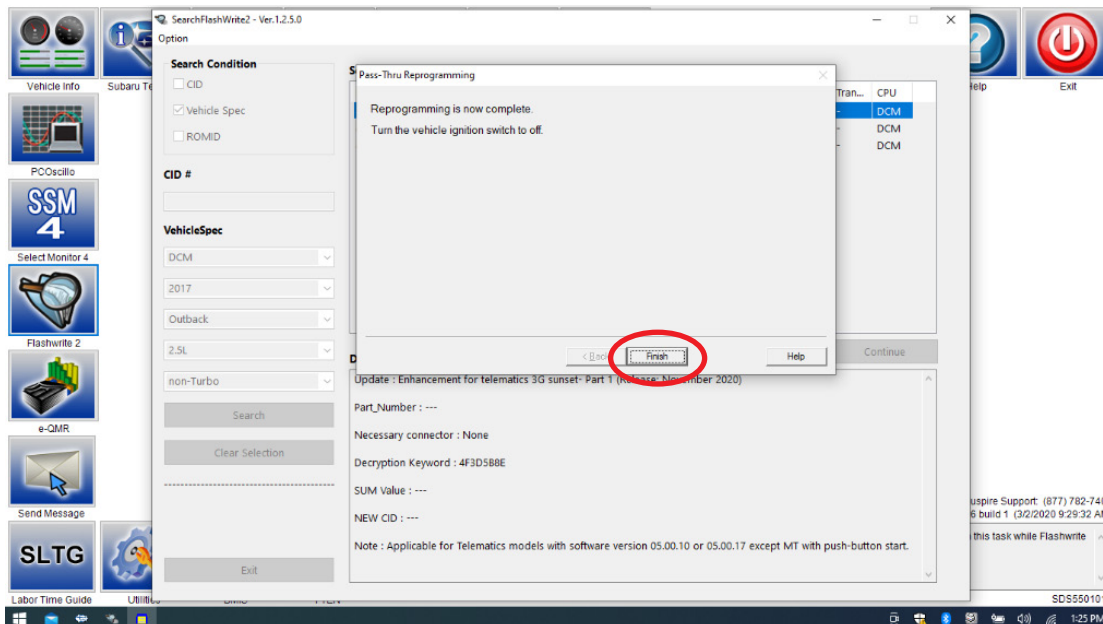 SearchFlashWrite2 - Ver.1.2.5.0
Option
Vehicle Info
Subaru
Help
Exit
PCOscillo
SSM
4
Select Monitor 4
Flashwrite 2
e-QMR
Send Message
SLTG
Labor Time Guide
Search Condition
CID
Vehicle Spec
ROMID
CID #
VehicleSpec
DCM
2017
Outback
2.5L
non-Turbo
Search
Clear Selection
Exit
Tran... CPU
- DCM
- DCM
- DCM
Pass-Thru Reprogramming
Reprogramming is now complete.
Turn the vehicle ignition switch to off.
Finish
Help
Continue
Update : Enhancement for telematics 3G sunset- Part 1 (Release: November 2020)
Part_Number : ---
Necessary connector : None
Decryption Keyword : 4F3D5B8E
SUM Value : ---
NEW CID : ---
Note : Applicable for Telematics models with software version 05.00.10 or 05.00.17 except MT with push-button start.
Support: (877) 782-74
6 build 1 (3/2/2020 9:29:32 A
this task while Flashwrite
SDS55010
1:25 PM